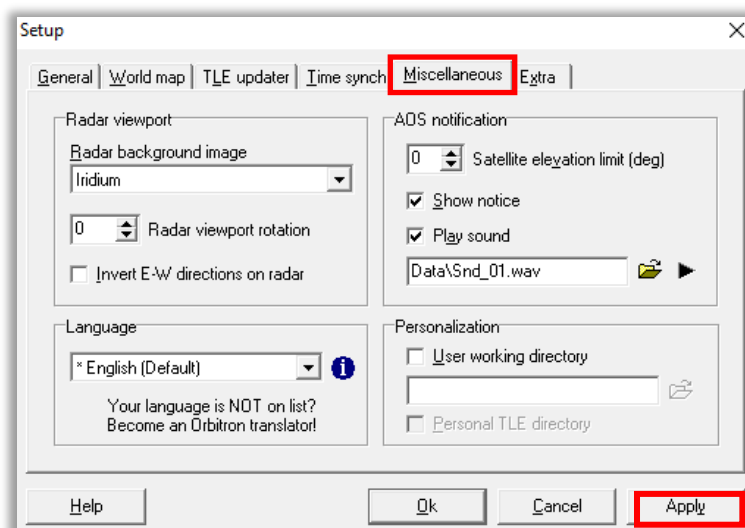 Setup
General World map TLE updater Time synch Miscellaneous Extra
Radar viewport
Radar background image
Iridium
0 Radar viewport rotation
Invert E-W directions on radar
AOS notification
0 Satellite elevation limit (deg)
Show notice
Play sound
Data\Snd_01.wav
Language
* English (Default)
Your language is NOT on list?
Become an Orbitron translator!
Personalization
User working directory
Personal TLE directory
Help Ok Cancel Apply